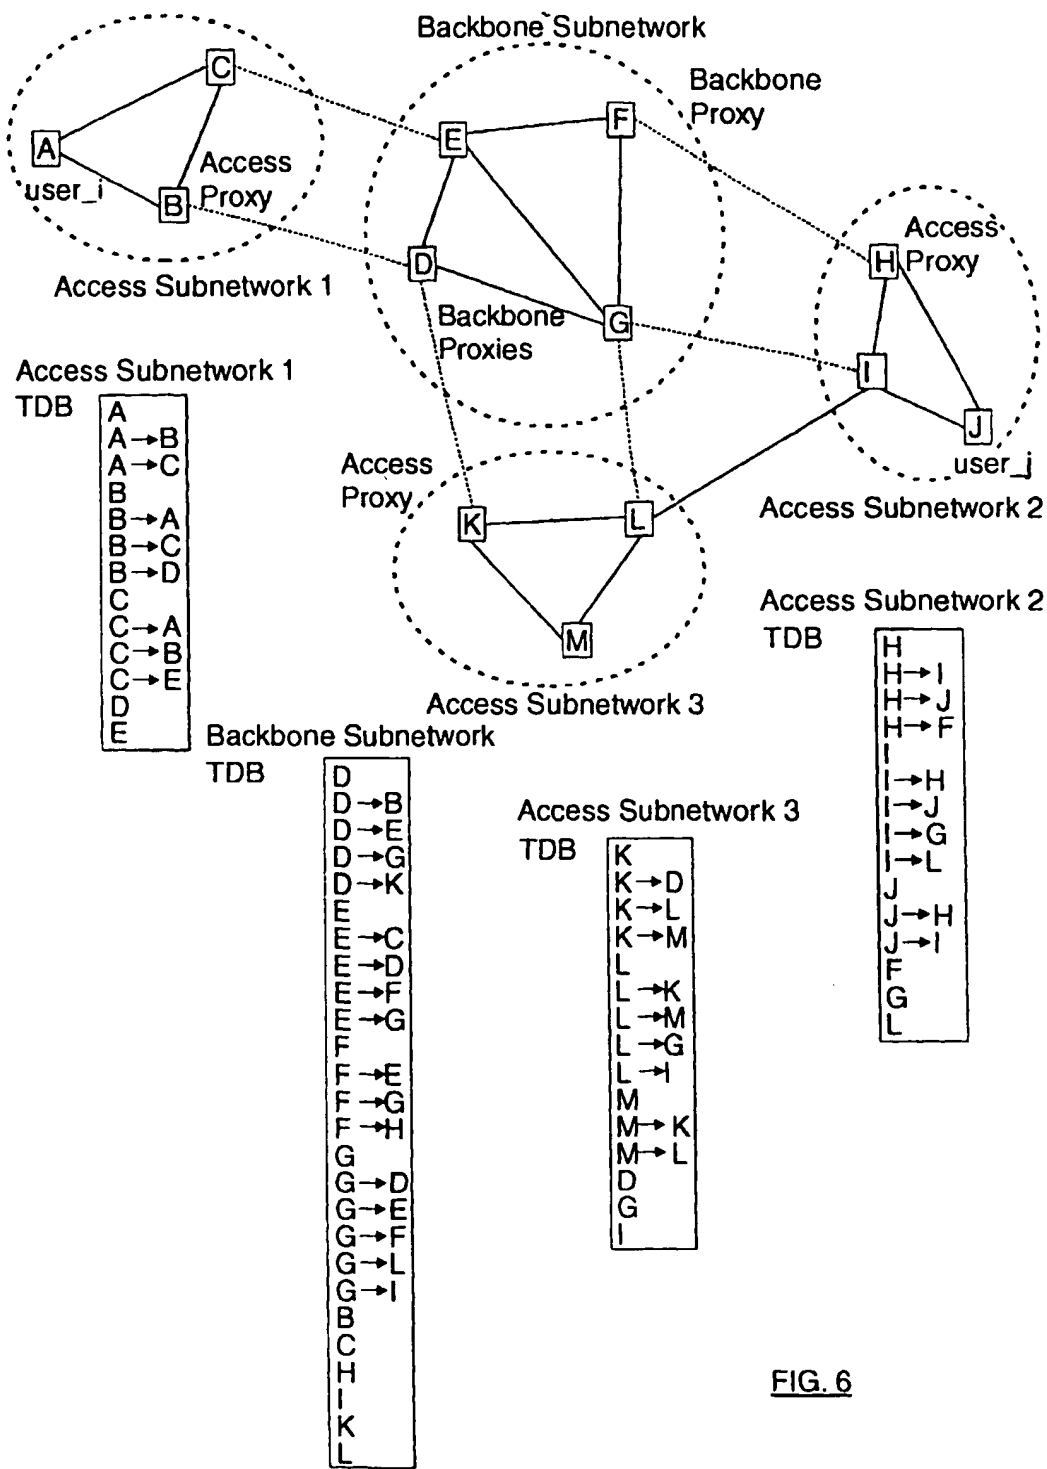 Backbone Subnetwork
C
Backbone
Proxy
F
E
A
Access
Proxy
user_i
B
Access
Proxy
H
D
Access Subnetwork 1
Backbone
Proxies
G
I
J
user_j
Access Subnetwork 2
Access
Proxy
K
L
M
Access Subnetwork 3
Access Subnetwork 1
TDB
A
A→B
A→C
B
B→A
B→C
B→D
C
C→A
C→B
C→E
D
E
Backbone Subnetwork
TDB
D
D→B
D→E
D→G
D→K
E
E→C
E→D
E→F
E→G
F
F→E
F→G
F→H
G
G→D
G→E
G→F
G→L
G→I
B
C
H
I
K
L
Access Subnetwork 3
TDB
K
K→D
K→L
K→M
L
L→K
L→M
L→G
L→I
M
M→K
M→L
D
G
I
Access Subnetwork 2
TDB
H
H→I
H→J
H→F
I
I→H
I→J
I→G
I→L
J
J→H
J→I
F
G
L
FIG. 6